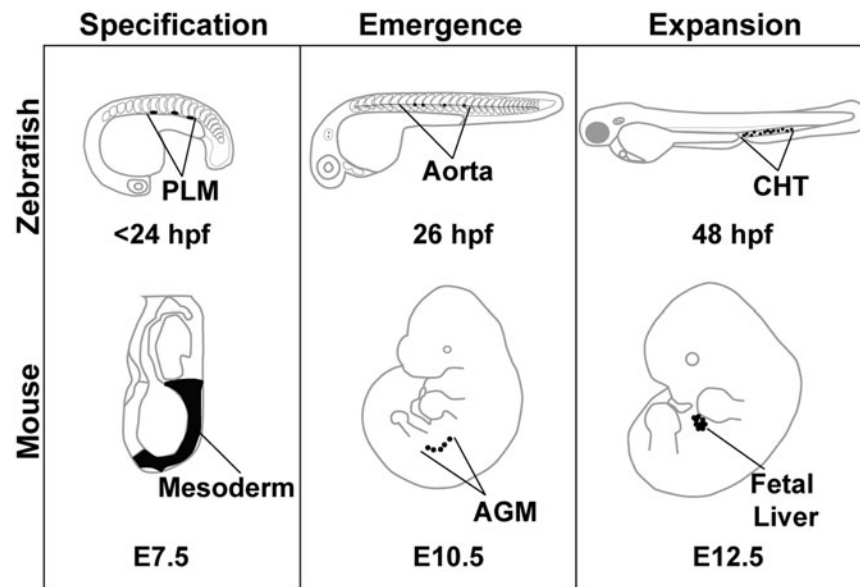 Specification
Emergence
Expansion
Zebrafish
PLM
Aorta
CHT
<24 hpf
26 hpf
48 hpf
Mouse
Mesoderm
AGM
Fetal
Liver
E7.5
E10.5
E12.5